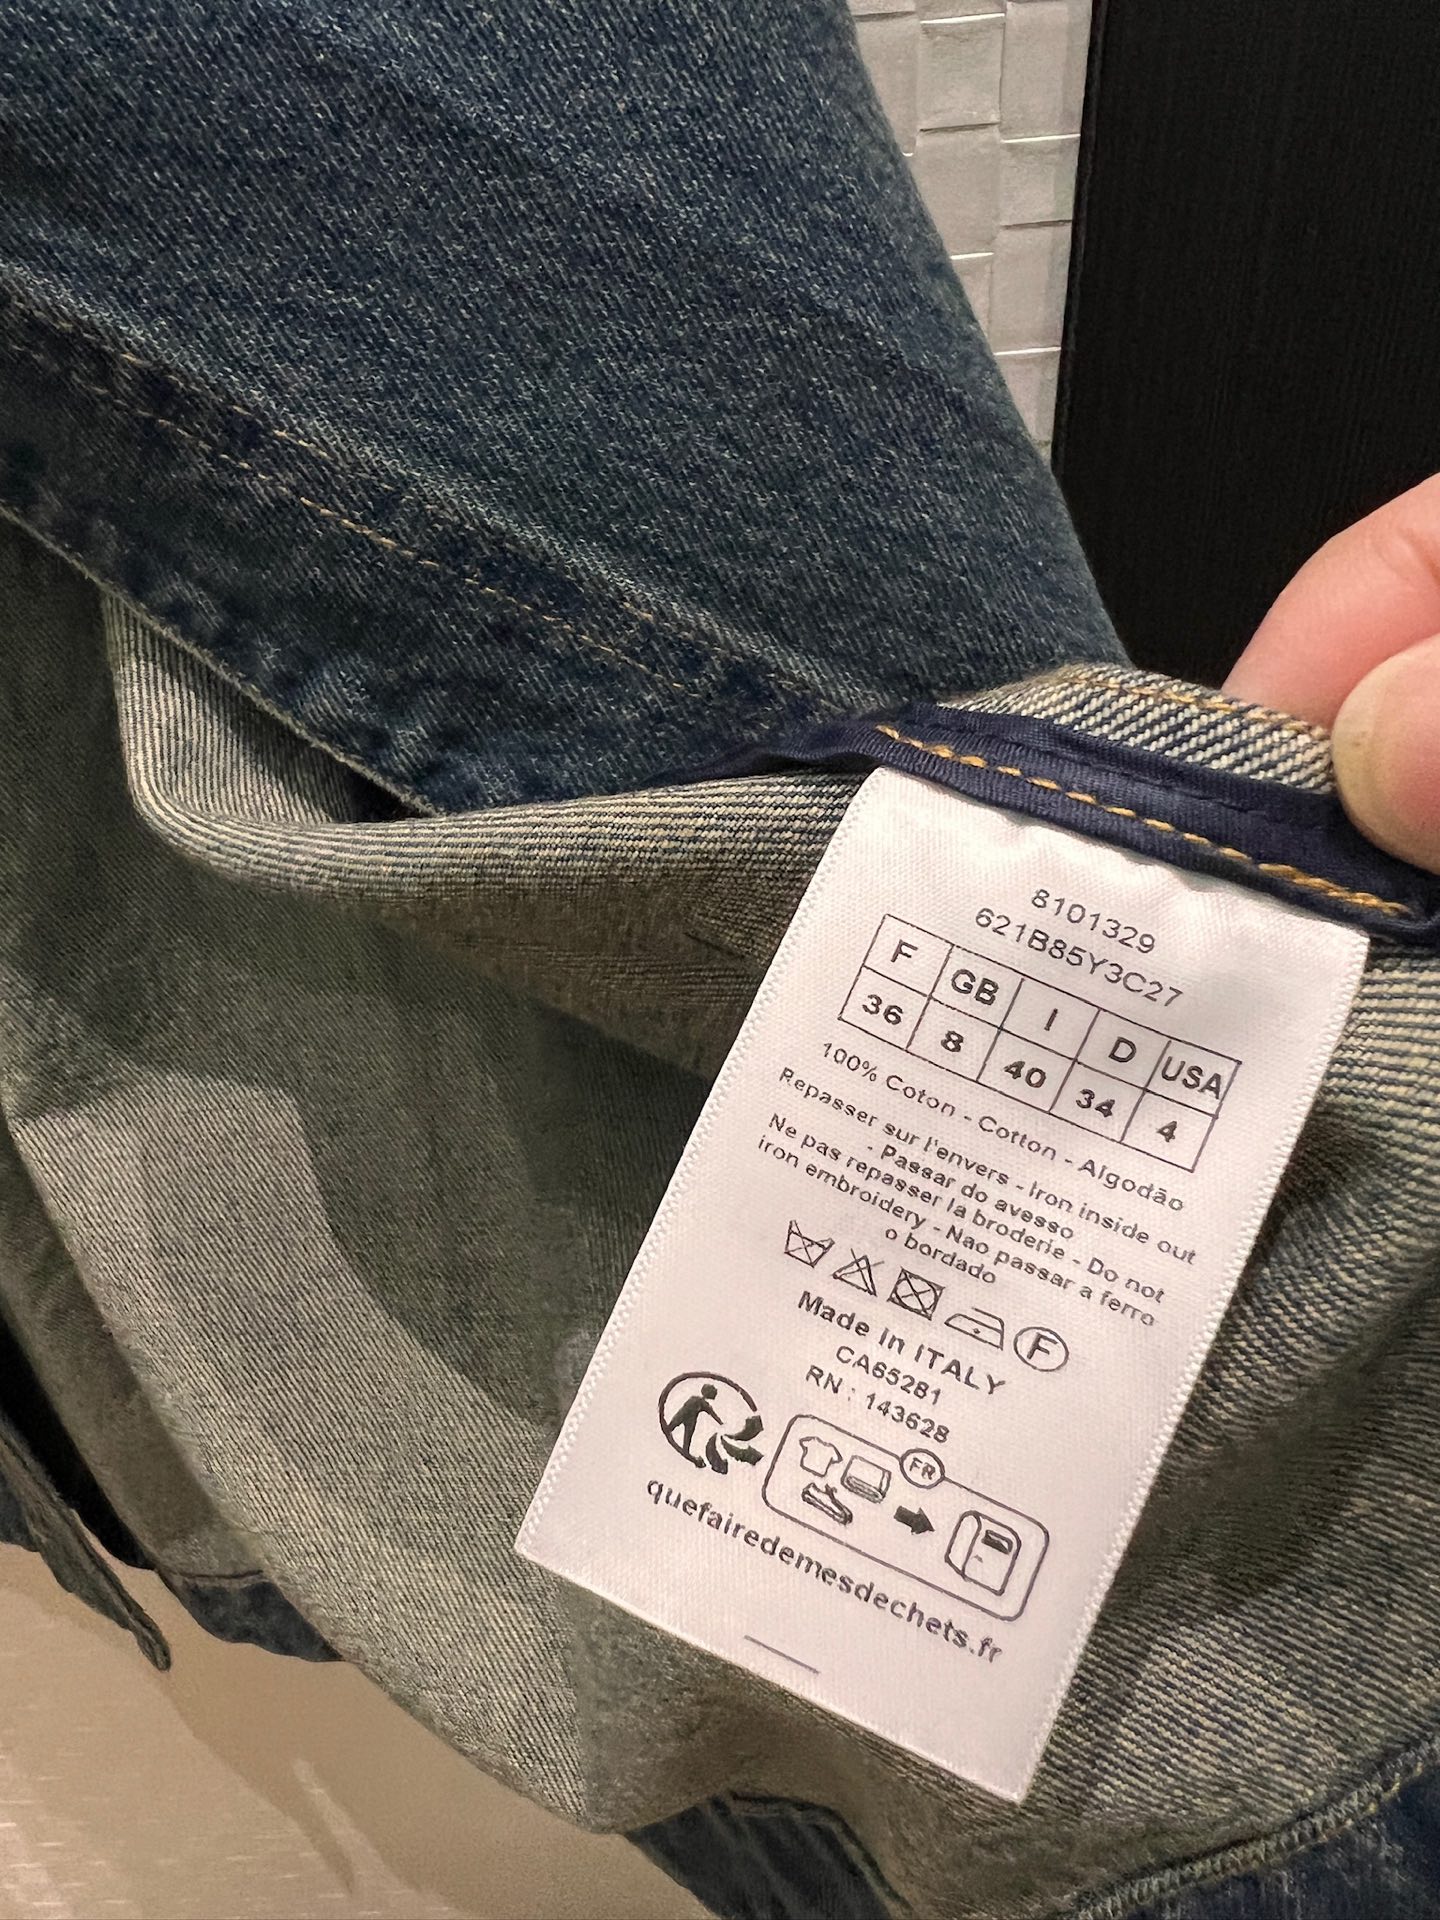 8101329
621B85Y3C27
F GB I D USA
36 8 40 34 4
100% Coton - Cotton - Algodão
Repasser sur l'envers - Iron inside out
- Passar do avesso
Ne pas repasser la broderie - Do not
iron embroidery - Nao passar a ferro
o bordado
F
Made in ITALY
CA65281
RN : 143628
FR
quefairedemesdechets.fr